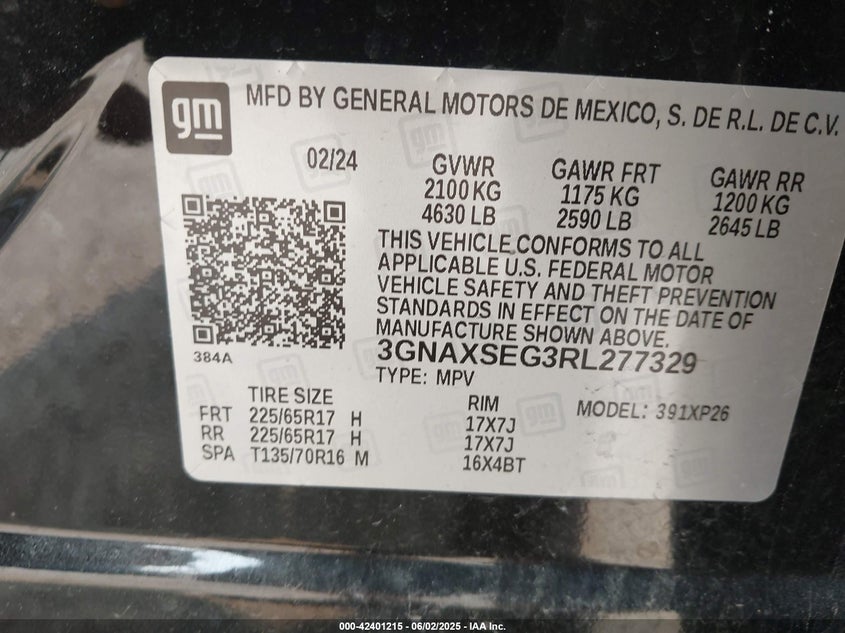 gm
MFD BY GENERAL MOTORS DE MEXICO, S. DE R.L. DE C.V.
02/24
GVWR
2100 KG
4630 LB
GAWR FRT
1175 KG
2590 LB
GAWR RR
1200 KG
2645 LB
THIS VEHICLE CONFORMS TO ALL
APPLICABLE U.S. FEDERAL MOTOR
VEHICLE SAFETY AND THEFT PREVENTION
STANDARDS IN EFFECT ON THE DATE OF
MANUFACTURE SHOWN ABOVE.
384A
3GNAXSEG3RL277329
TYPE: MPV
TIRE SIZE
RIM
MODEL: 391XP26
FRT 225/65R17 H 17X7J
RR 225/65R17 H 17X7J
SPA T135/70R16 M 16X4BT
000-42401215 - 06/02/2025 - IAA Inc.